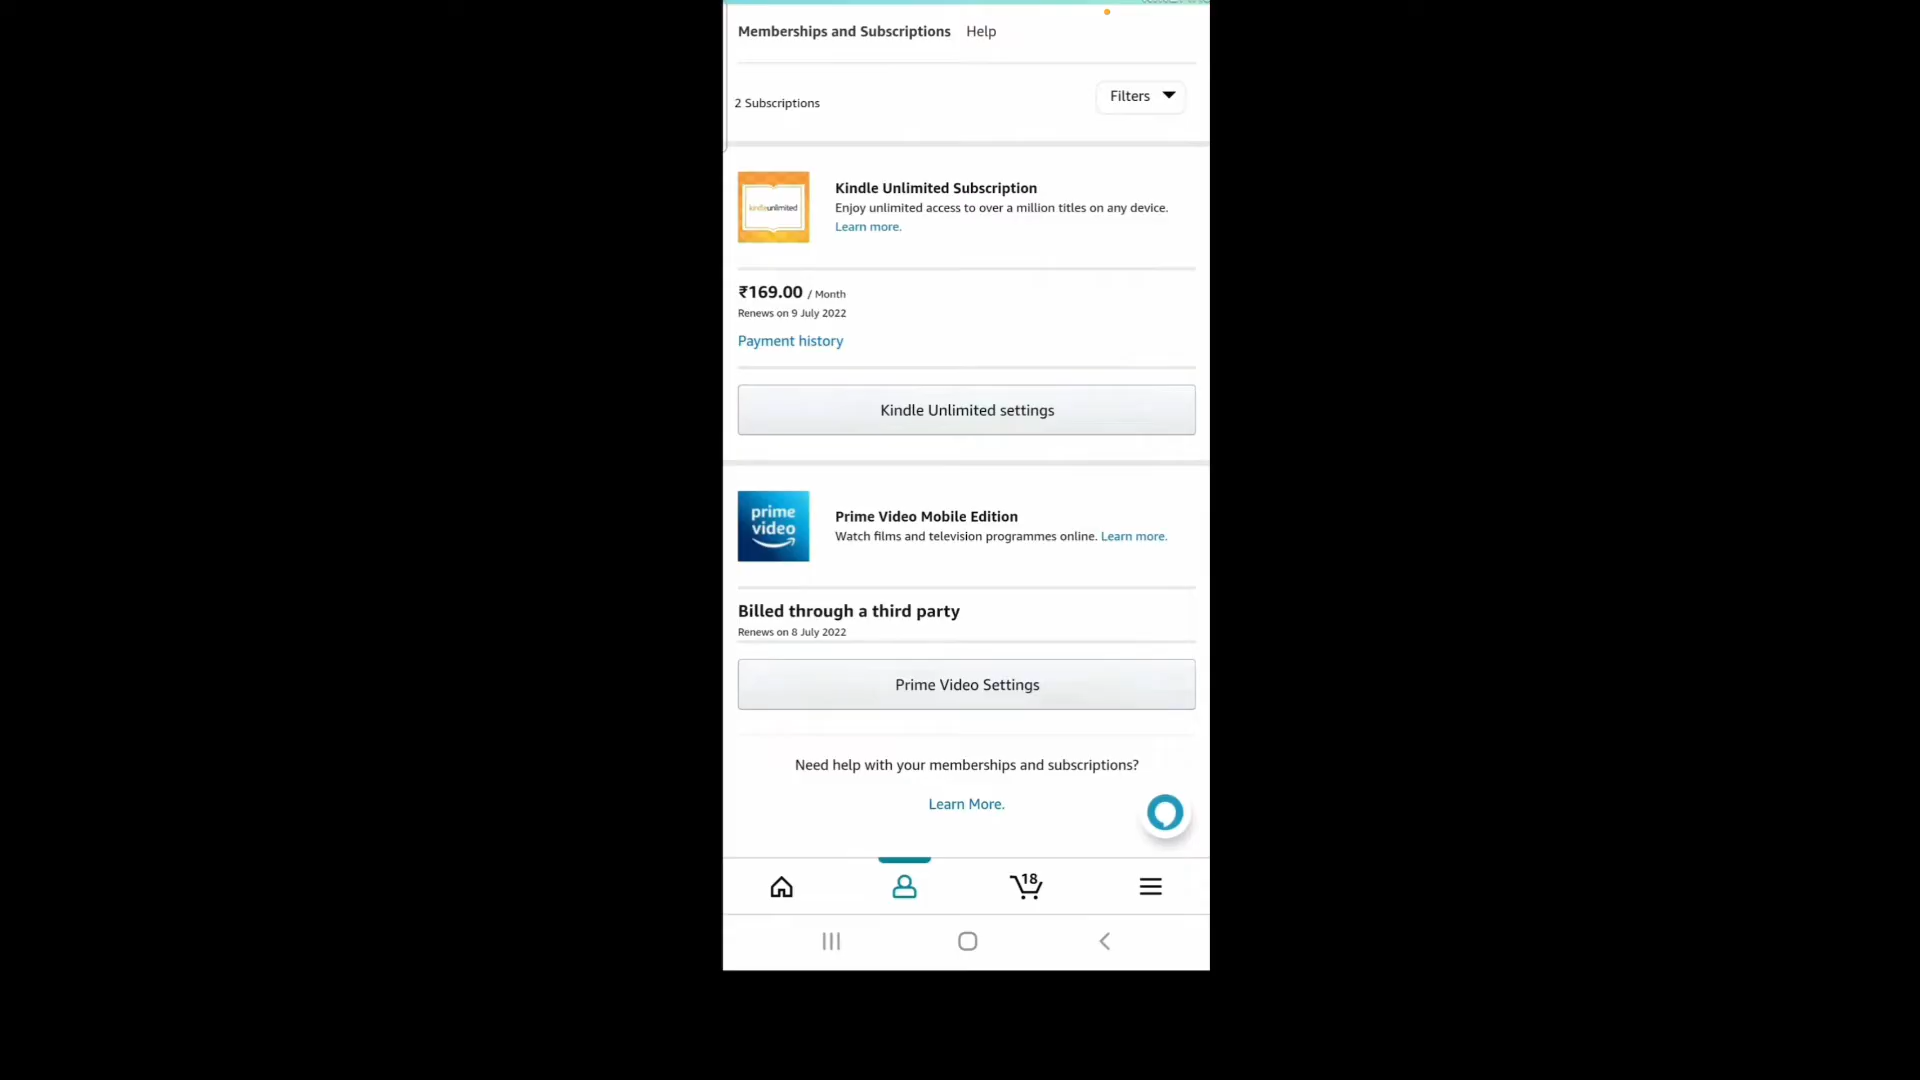 Memberships and Subscriptions Help
2 Subscriptions
Filters
kindleunlimited
Kindle Unlimited Subscription
Enjoy unlimited access to over a million titles on any device.
Learn more.
₹169.00 / Month
Renews on 9 July 2022
Payment history
Kindle Unlimited settings
prime
video
Prime Video Mobile Edition
Watch films and television programmes online. Learn more.
Billed through a third party
Renews on 8 July 2022
Prime Video Settings
Need help with your memberships and subscriptions?
Learn More.
18